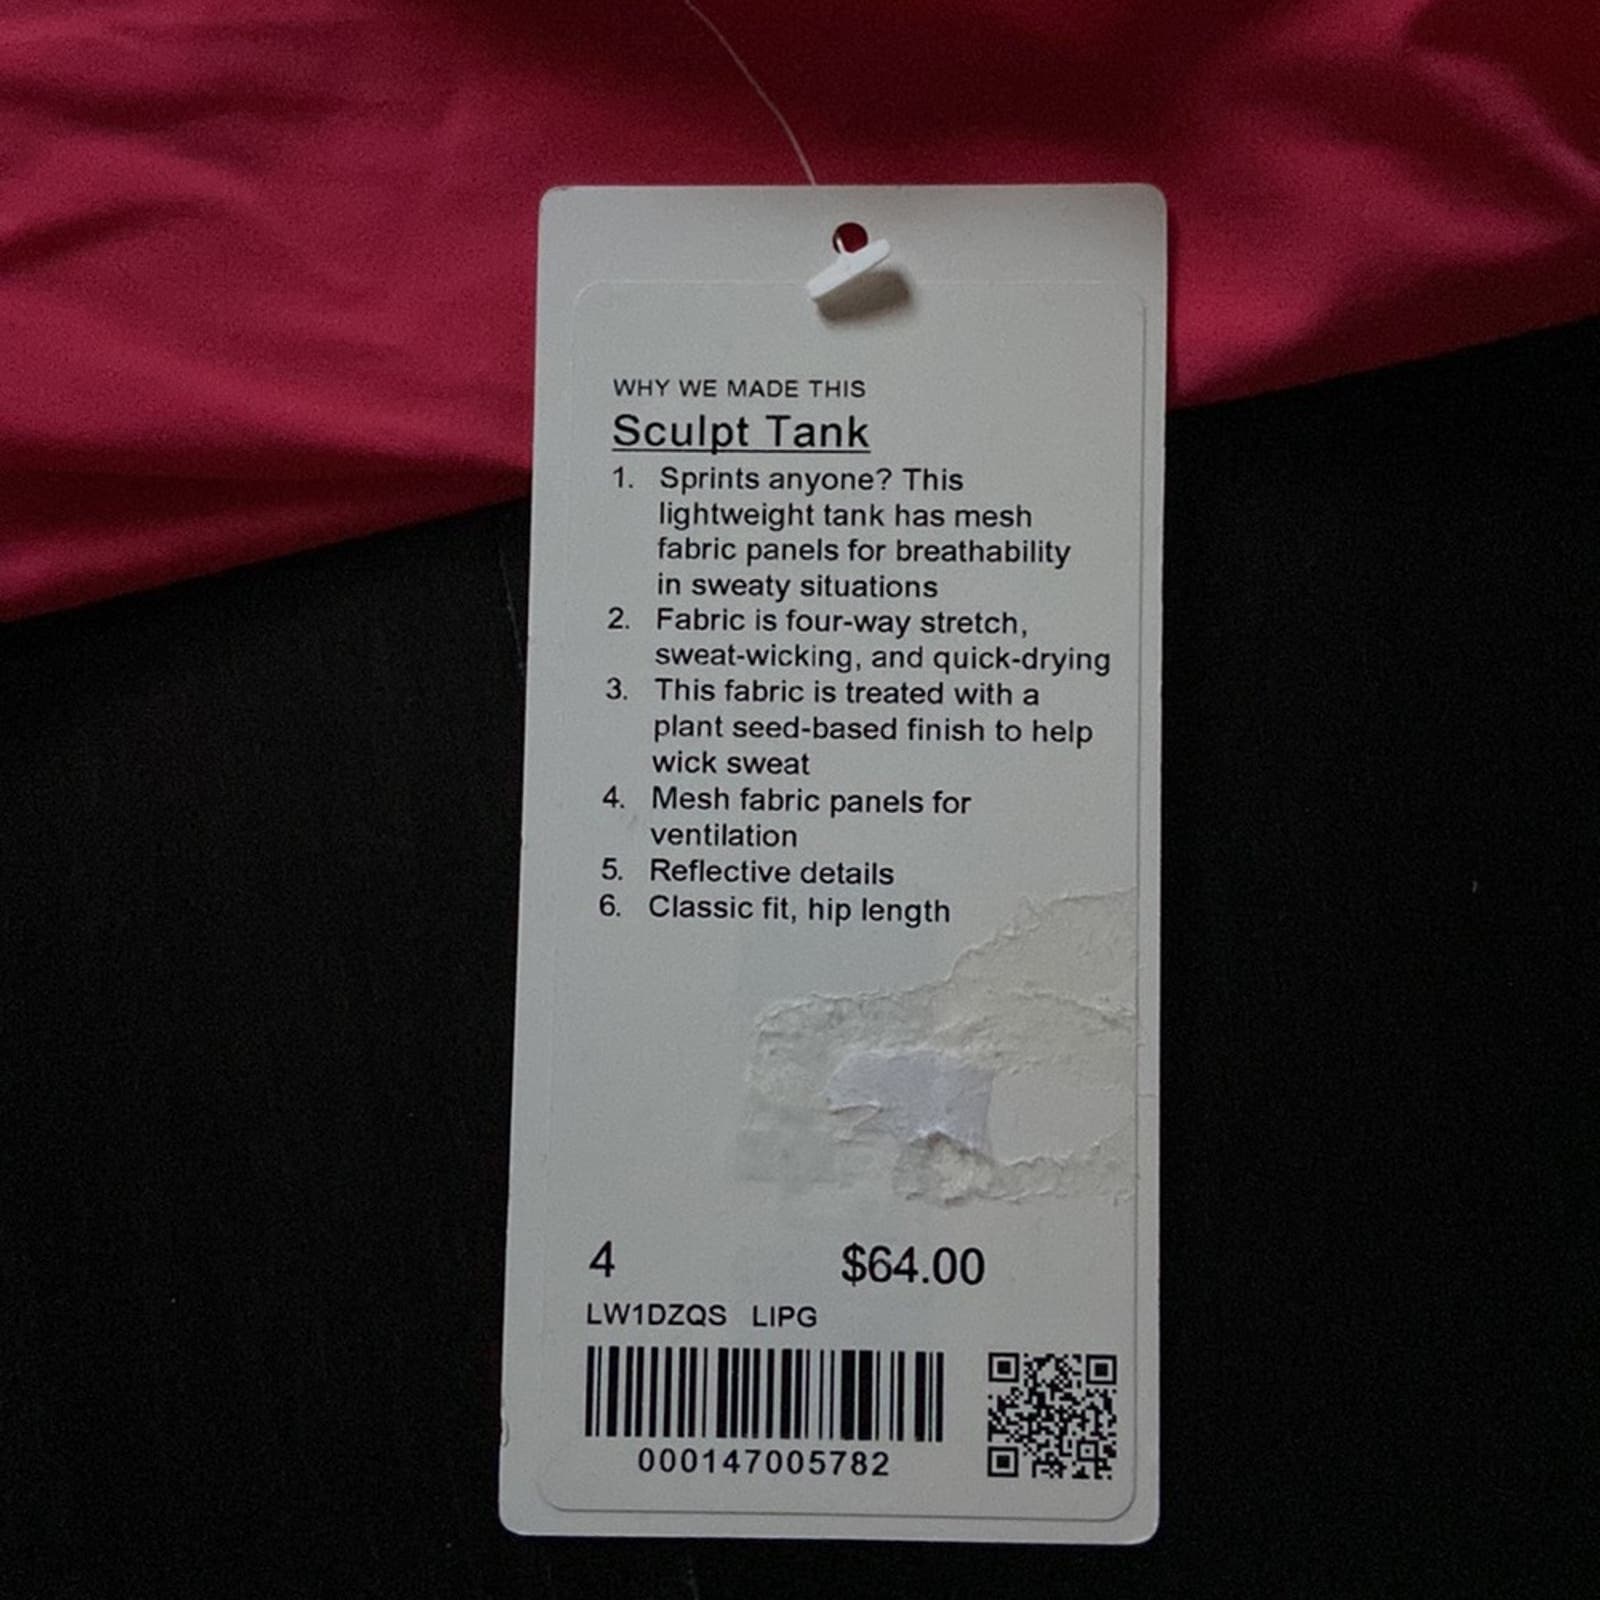 WHY WE MADE THIS
Sculpt Tank
1. Sprints anyone? This
lightweight tank has mesh
fabric panels for breathability
in sweaty situations
2. Fabric is four-way stretch,
sweat-wicking, and quick-drying
3. This fabric is treated with a
plant seed-based finish to help
wick sweat
4. Mesh fabric panels for
ventilation
5. Reflective details
6. Classic fit, hip length
4 $64.00
LW1DZQS LIPG
000147005782